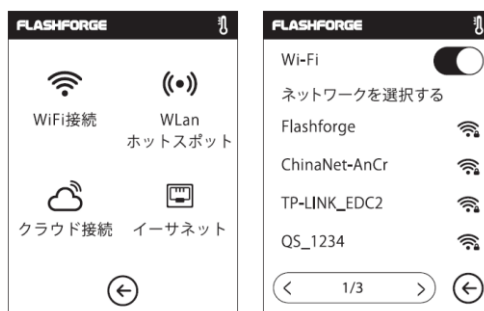 FLASHFORGE
WiFi接続
WLan
ホットスポット
クラウド接続
イーサネット
FLASHFORGE
Wi-Fi
ネットワークを選択する
Flashforge
ChinaNet-AnCr
TP-LINK_EDC2
QS_1234
1/3